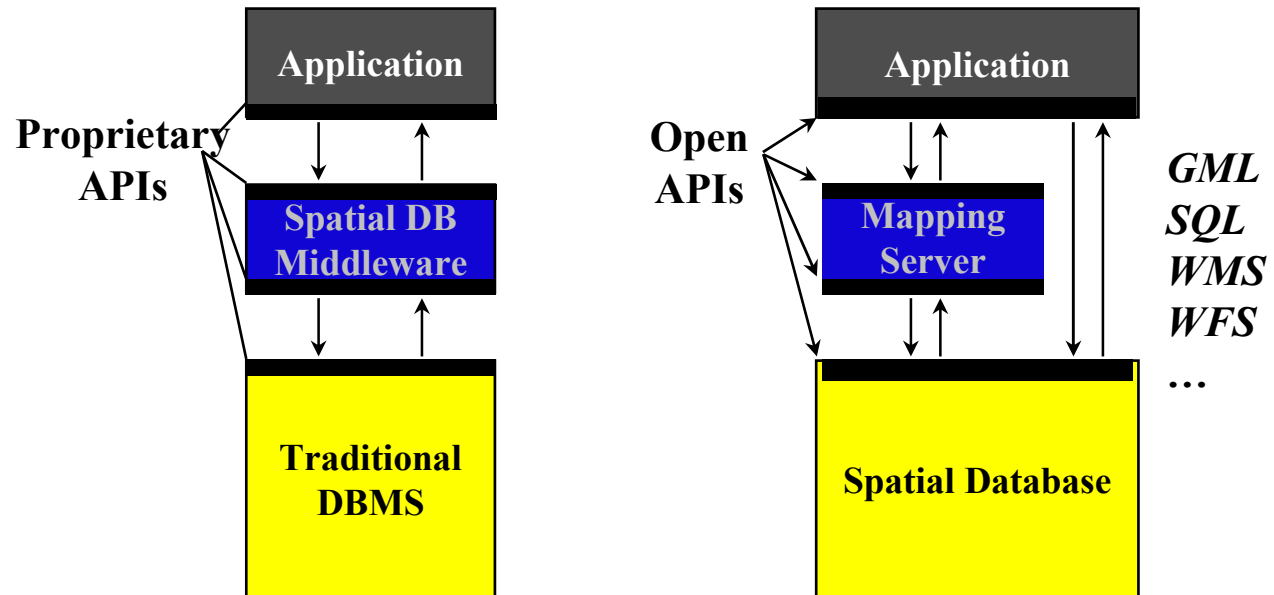 Application
Proprietary
APIs
Spatial DB
Middleware
Traditional
DBMS
Application
Open
APIs
Mapping
Server
Spatial Database
GML
SQL
WMS
WFS
…